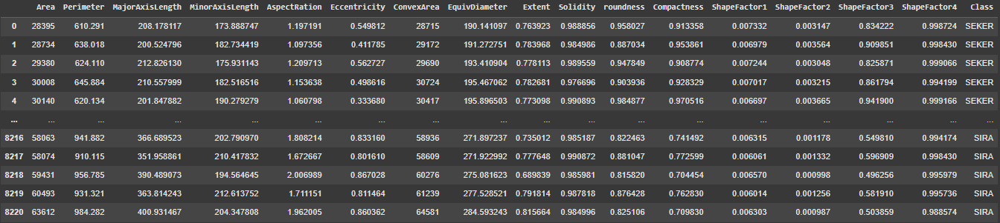 Area Perimeter MajorAxisLength MinorAxisLength AspectRation Eccentricity ConvexArea EquivDiameter Extent Solidity roundness Compactness ShapeFactor1 ShapeFactor2 ShapeFactor3 ShapeFactor4 Class
0 28395 610.291 208.178117 173.888747 1.197191 0.549812 28715 190.141097 0.763923 0.988856 0.958027 0.913358 0.007332 0.003147 0.834222 0.998724 SEKER
1 28734 638.018 200.524796 182.734419 1.097356 0.411785 29172 191.272751 0.783968 0.984986 0.887034 0.953861 0.006979 0.003564 0.909851 0.998430 SEKER
2 29380 624.110 212.826130 175.931143 1.209713 0.562727 29690 193.410904 0.778113 0.989559 0.947849 0.908774 0.007244 0.003048 0.825871 0.999066 SEKER
3 30008 645.884 210.557999 182.516516 1.153638 0.498616 30724 195.467062 0.782681 0.976696 0.903936 0.928329 0.007017 0.003215 0.861794 0.994199 SEKER
4 30140 620.134 201.847882 190.279279 1.060798 0.333680 30417 195.896503 0.773098 0.990893 0.984877 0.970516 0.006697 0.003665 0.941900 0.999166 SEKER
... ... ... ... ... ... ... ... ... ... ... ... ... ... ... ... ... ...
8216 58063 941.882 366.689523 202.790970 1.808214 0.833160 58936 271.897237 0.735012 0.985187 0.822463 0.741492 0.006315 0.001178 0.549810 0.994174 SIRA
8217 58074 910.115 351.958861 210.417832 1.672667 0.801610 58609 271.922992 0.777648 0.990872 0.881047 0.772599 0.006061 0.001332 0.596909 0.998430 SIRA
8218 59431 956.785 390.489073 194.564645 2.006989 0.867028 60276 275.081623 0.689839 0.985981 0.815820 0.704454 0.006570 0.000998 0.496256 0.995979 SIRA
8219 60493 931.321 363.814243 212.613752 1.711151 0.811464 61239 277.528521 0.791814 0.987818 0.876428 0.762830 0.006014 0.001256 0.581910 0.995736 SIRA
8220 63612 984.282 400.931467 204.347808 1.962005 0.860362 64581 284.593243 0.815664 0.984996 0.825106 0.709830 0.006303 0.000987 0.503859 0.988574 SIRA